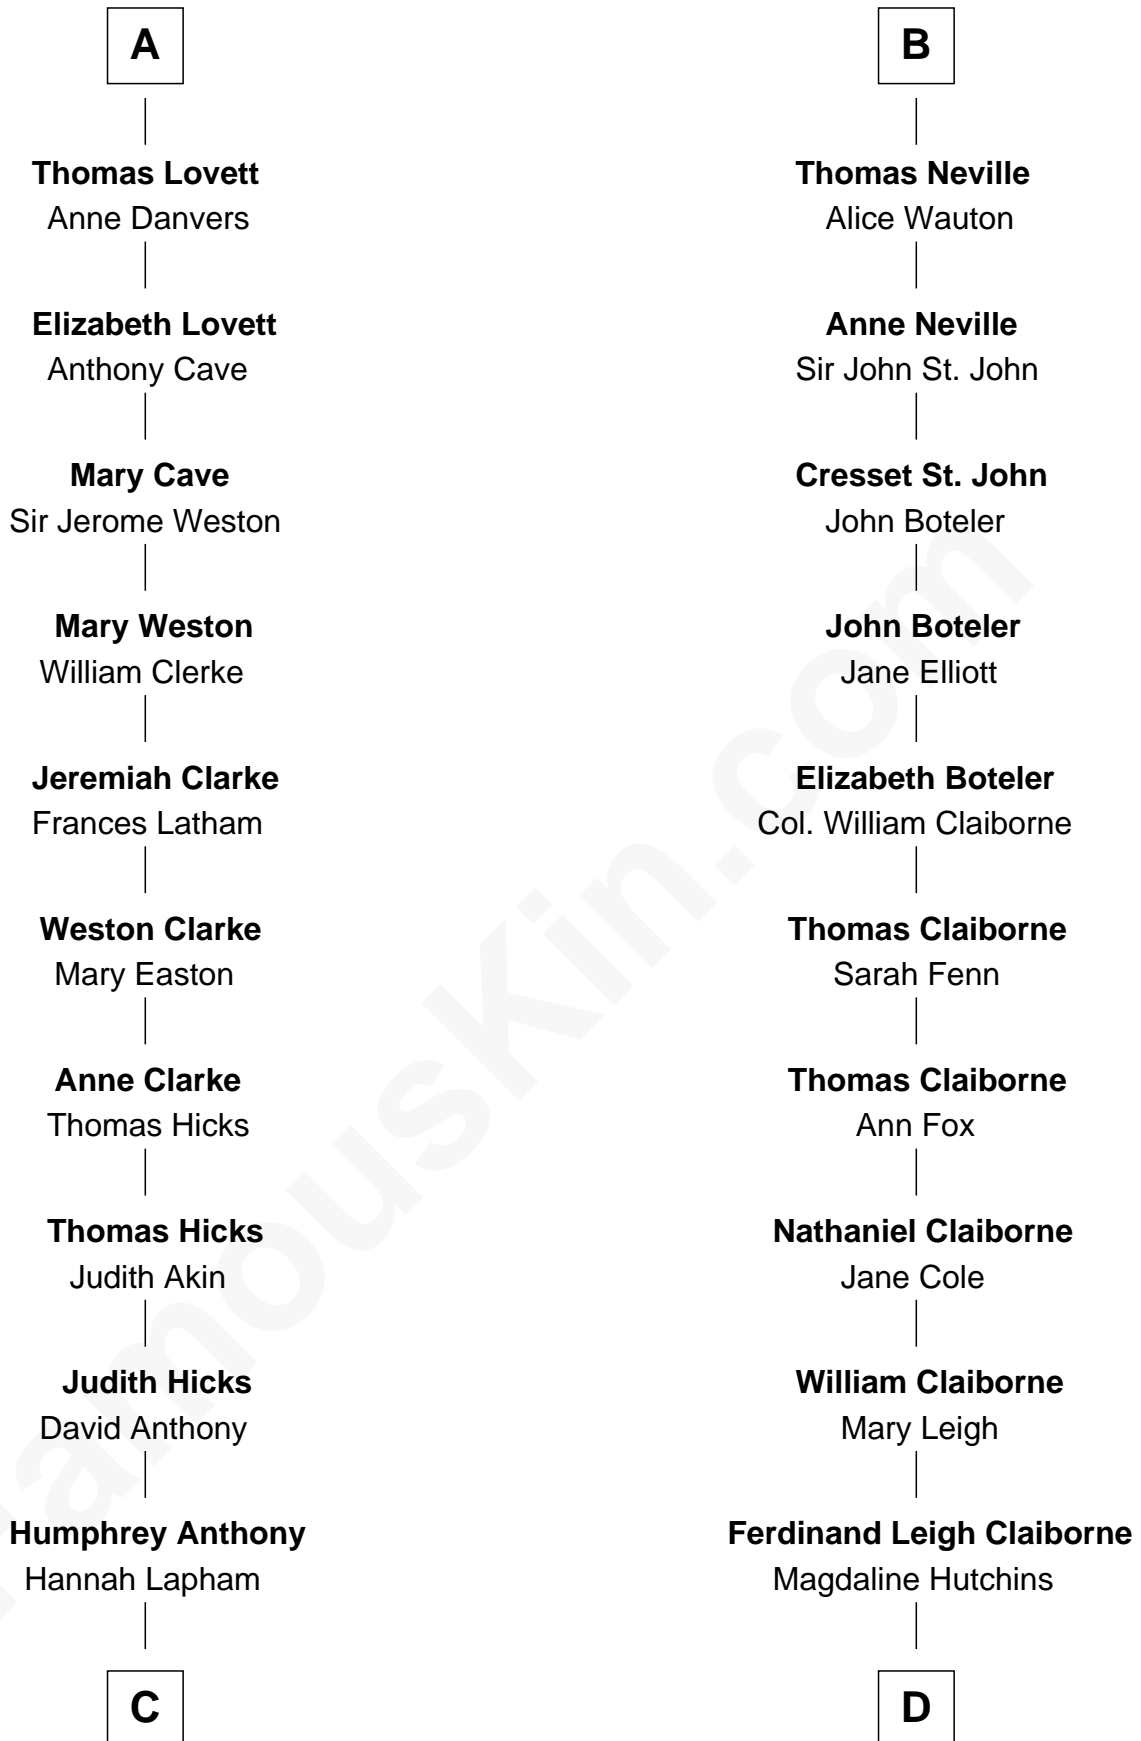 A
Thomas Lovett
Anne Danvers
Elizabeth Lovett
Anthony Cave
Mary Cave
Sir Jerome Weston
Mary Weston
William Clerke
Jeremiah Clarke
Frances Latham
Weston Clarke
Mary Easton
Anne Clarke
Thomas Hicks
Thomas Hicks
Judith Akin
Judith Hicks
David Anthony
Humphrey Anthony
Hannah Lapham
C
B
Thomas Neville
Alice Wauton
Anne Neville
Sir John St. John
Cresset St. John
John Boteler
John Boteler
Jane Elliott
Elizabeth Boteler
Col. William Claiborne
Thomas Claiborne
Sarah Fenn
Thomas Claiborne
Ann Fox
Nathaniel Claiborne
Jane Cole
William Claiborne
Mary Leigh
Ferdinand Leigh Claiborne
Magdaline Hutchins
D
FamousKin.com